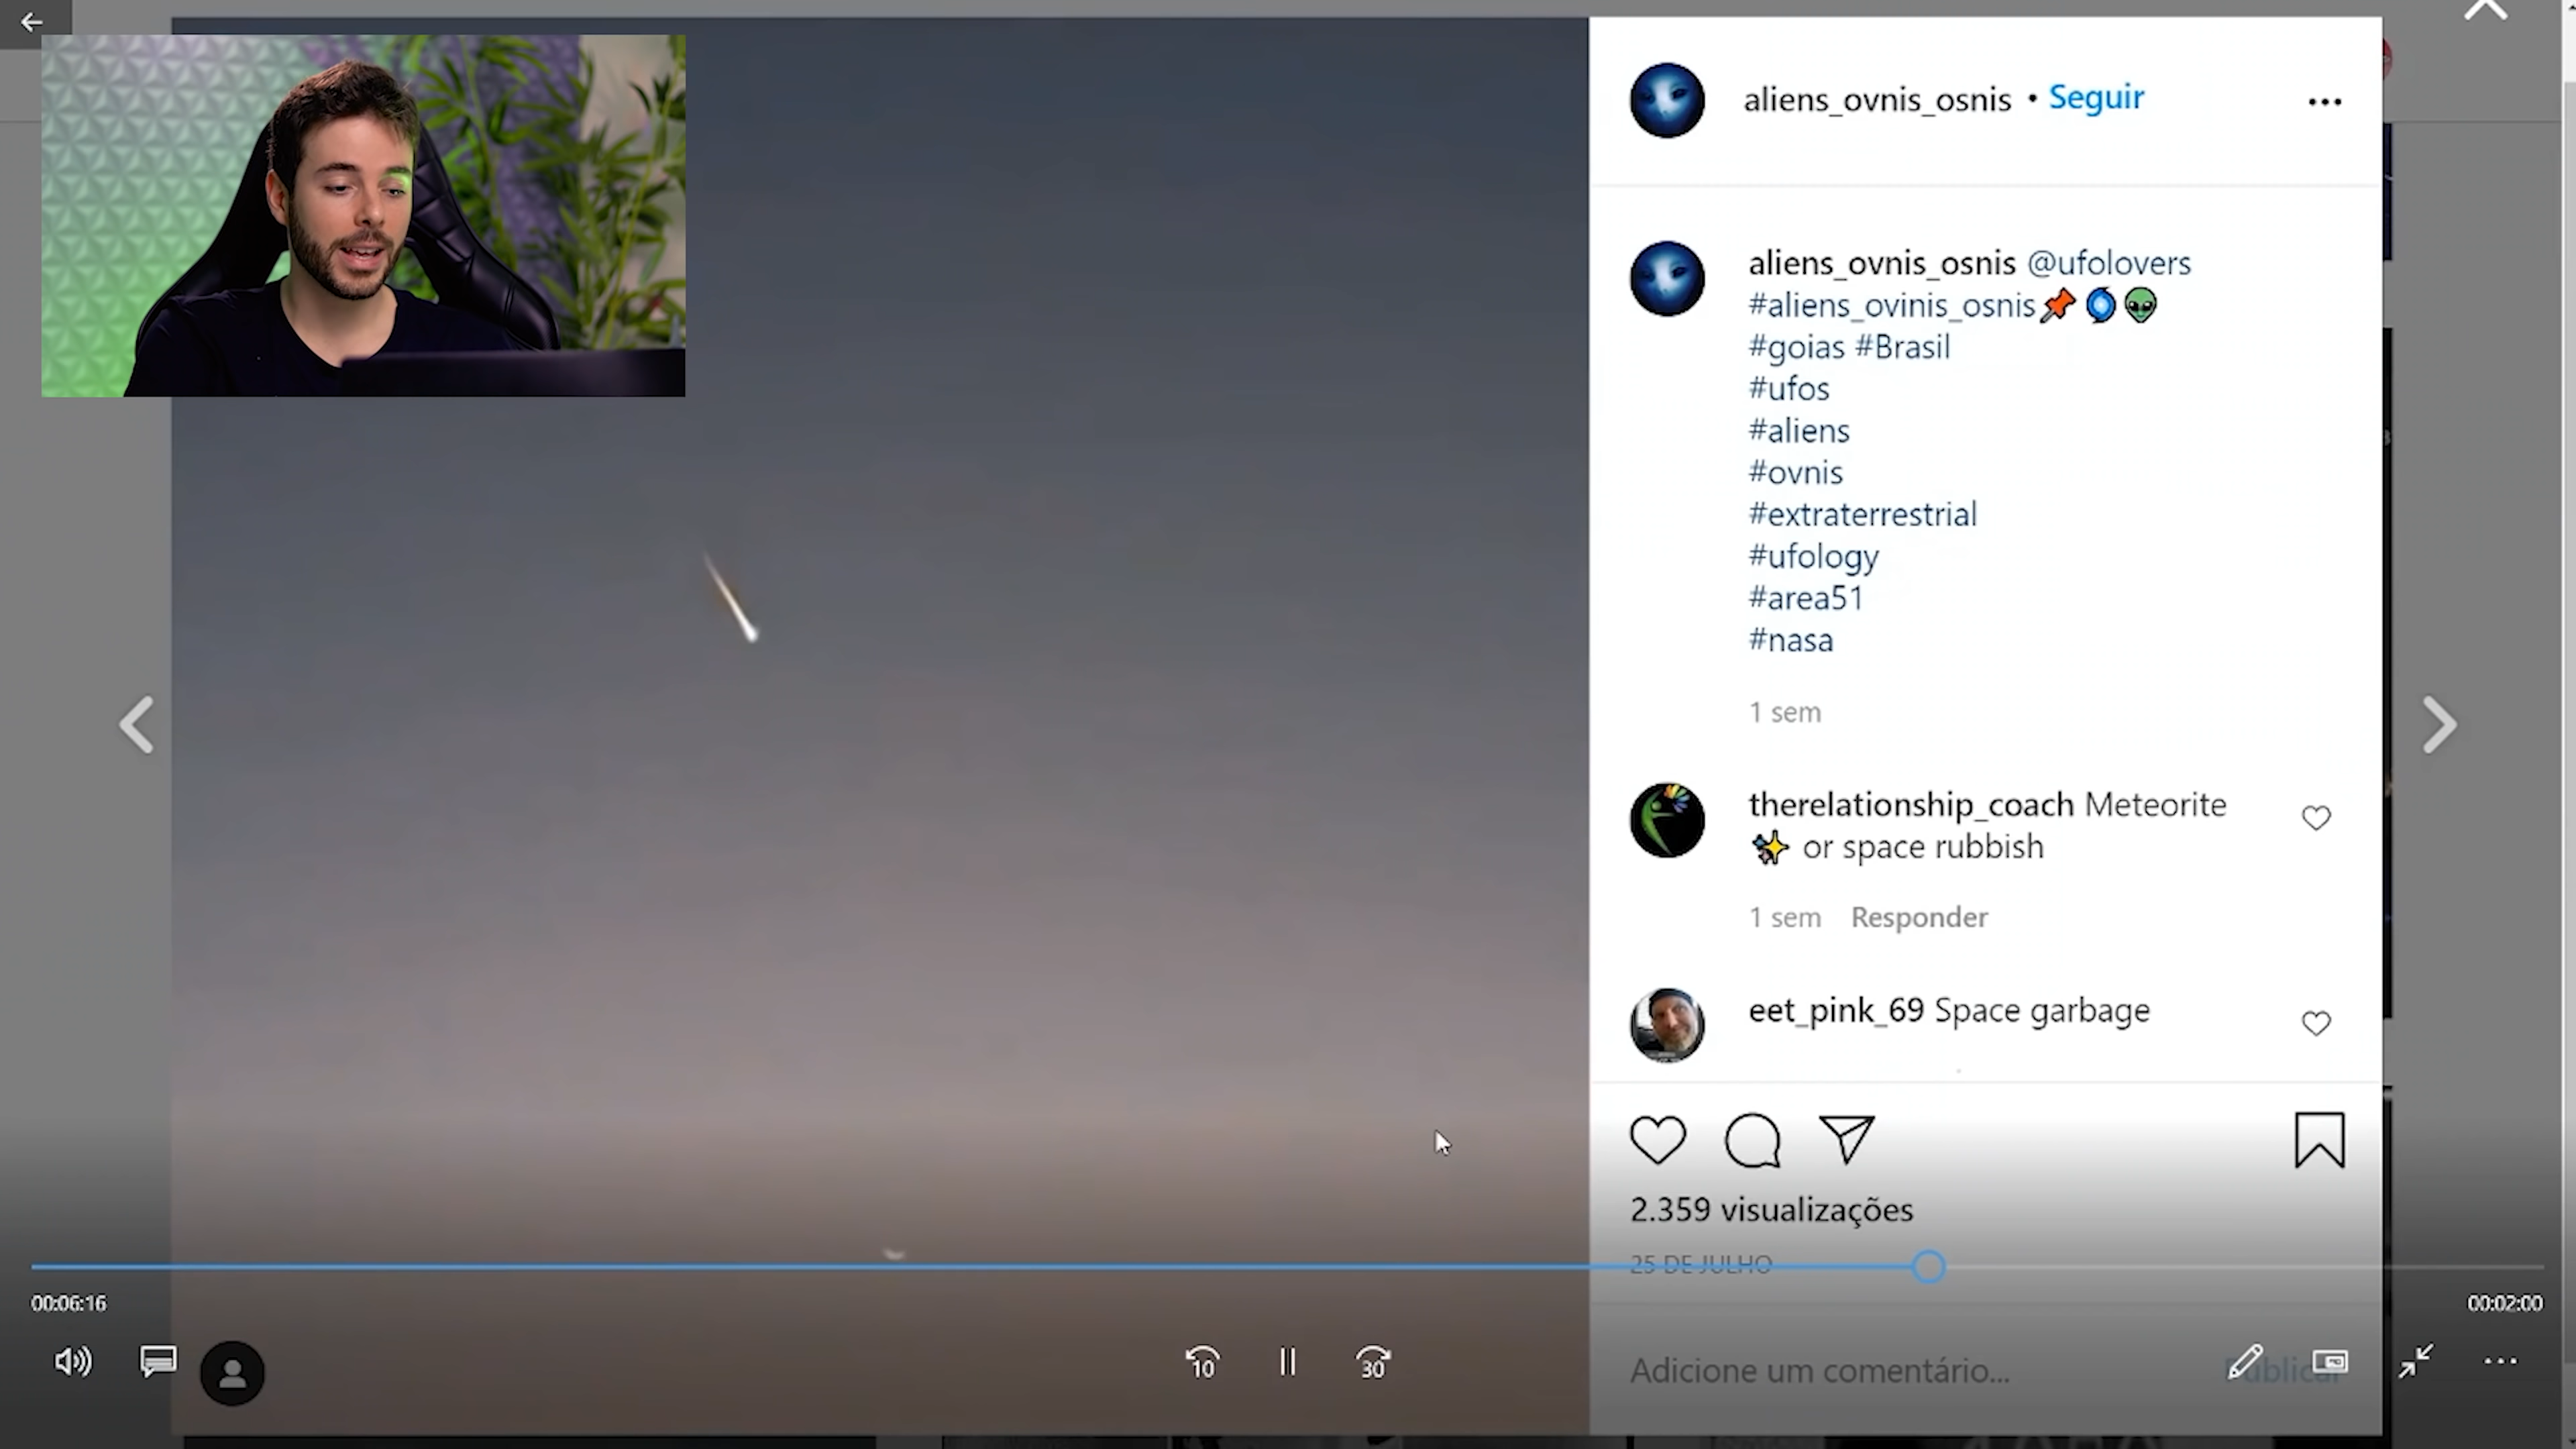 aliens_ovnis_osnis • Seguir
aliens_ovnis_osnis @ufolovers
#aliens_ovinis_osnis📌🌀👽
#goias #Brasil
#ufos
#aliens
#ovnis
#extraterrestrial
#ufology
#area51
#nasa
1 sem
therelationship_coach Meteorite
✨ or space rubbish
1 sem Responder
eet_pink_69 Space garbage
2.359 visualizações
25 DE JULHO
00:06:16
00:02:00
10
30
Adicione um comentário...
Publicar